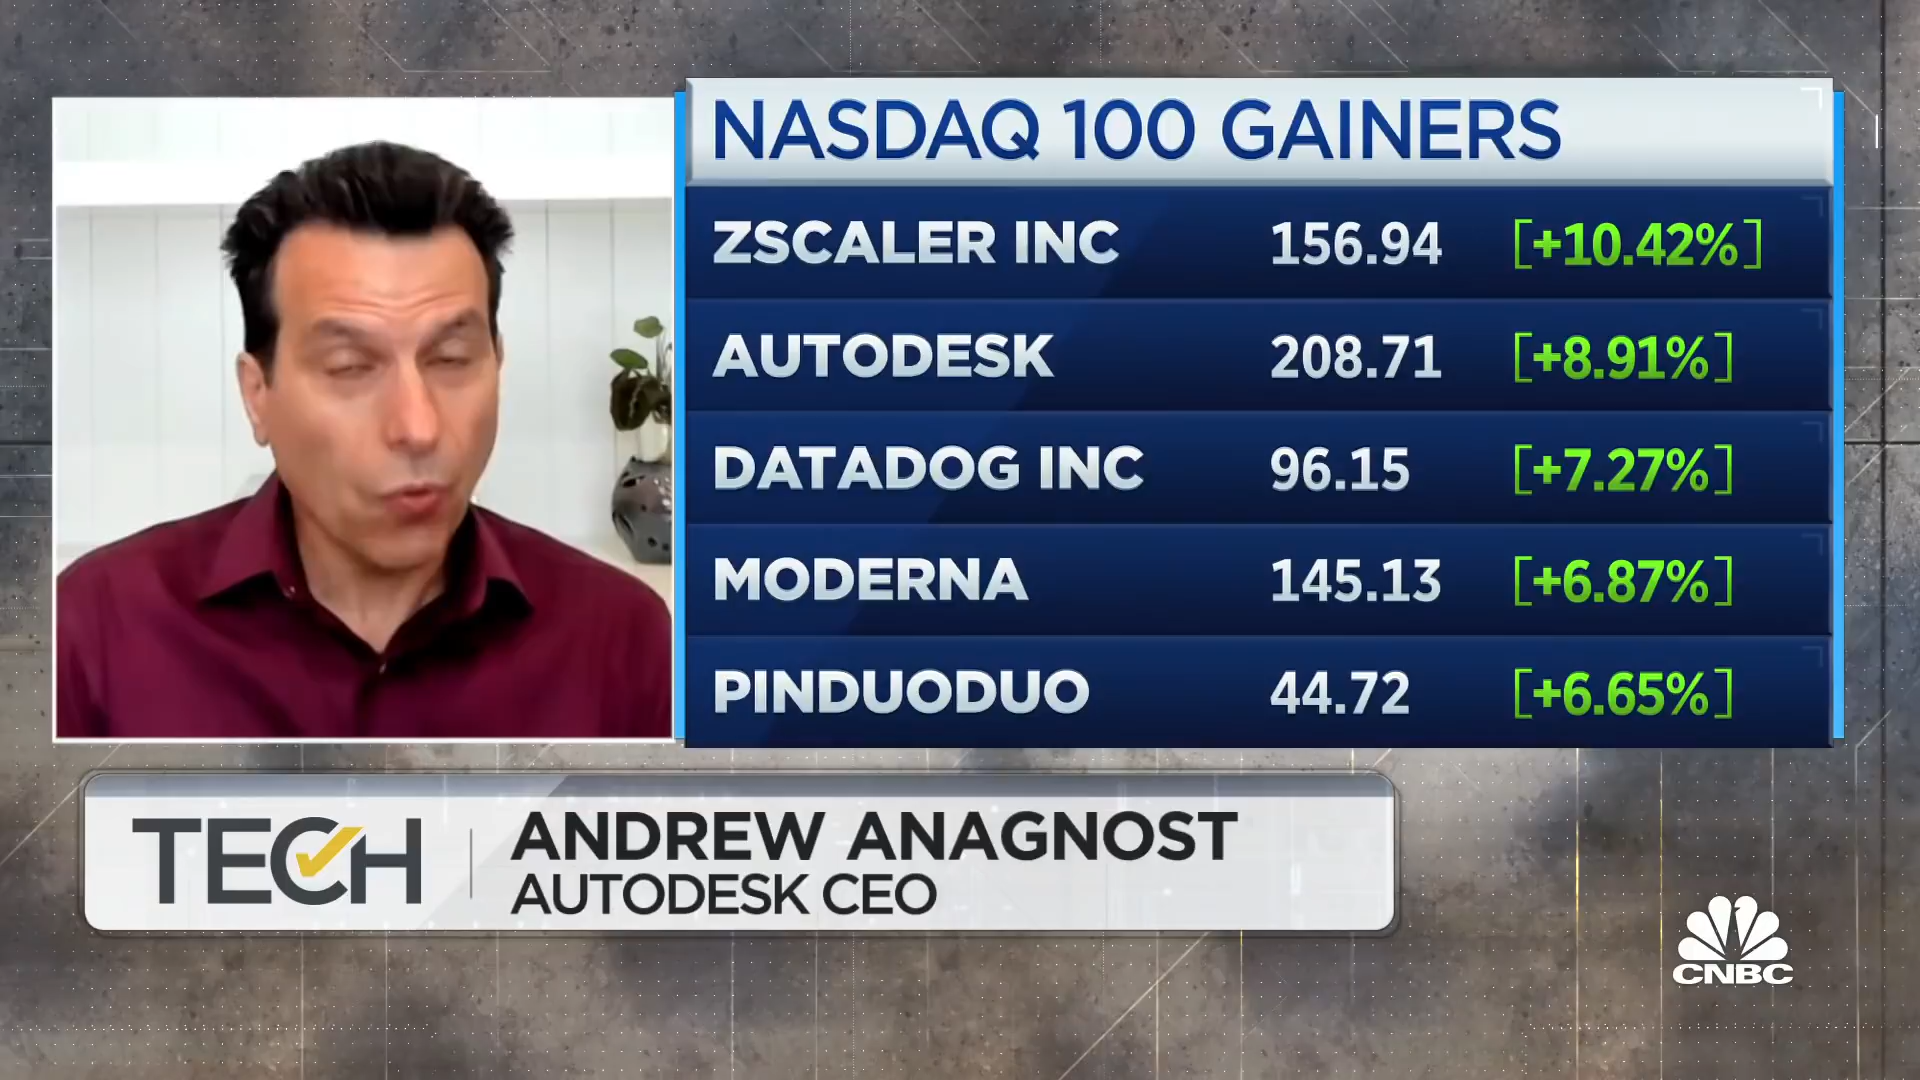 NASDAQ 100 GAINERS
ZSCALER INC 156.94 [+10.42%]
AUTODESK 208.71 [+8.91%]
DATADOG INC 96.15 [+7.27%]
MODERNA 145.13 [+6.87%]
PINDUODUO 44.72 [+6.65%]
TECH
ANDREW ANAGNOST
AUTODESK CEO
CNBC